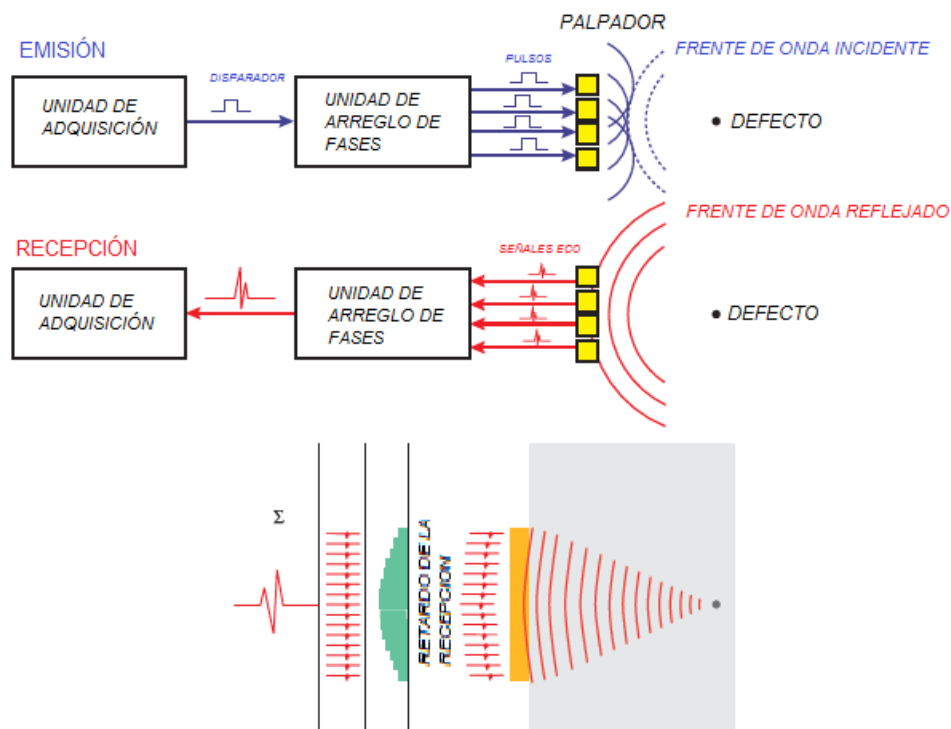 PALPADOR
EMISIÓN
FRENTE DE ONDA INCIDENTE
PULSOS
DISPARADOR
UNIDAD DE
ADQUISICIÓN
UNIDAD DE
ARREGLO DE
FASES
DEFECTO
FRENTE DE ONDA REFLEJADO
RECEPCIÓN
SEÑALES ECO
UNIDAD DE
ADQUISICIÓN
UNIDAD DE
ARREGLO DE
FASES
DEFECTO
Σ
RETARDO DE LA
RECEPCION